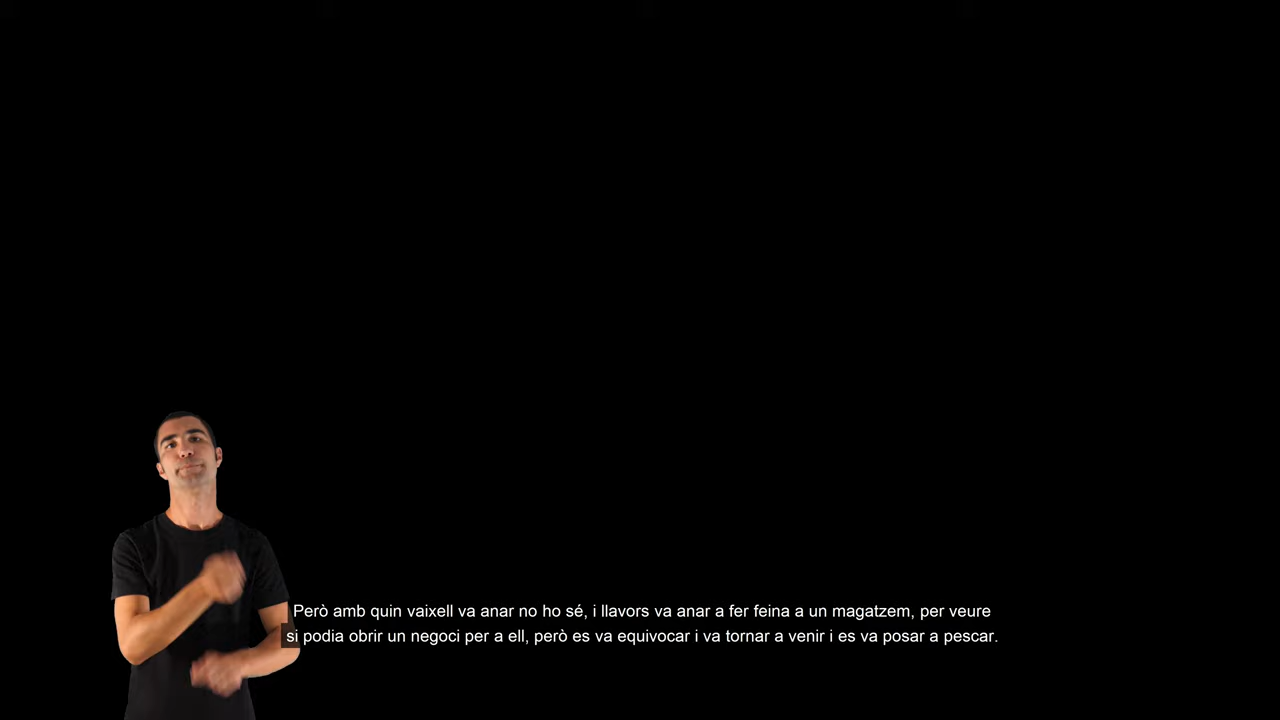 Però amb quin vaixell va anar no ho sé, i llavors va anar a fer feina a un magatzem, per veure
si podia obrir un negoci per a ell, però es va equivocar i va tornar a venir i es va posar a pescar.